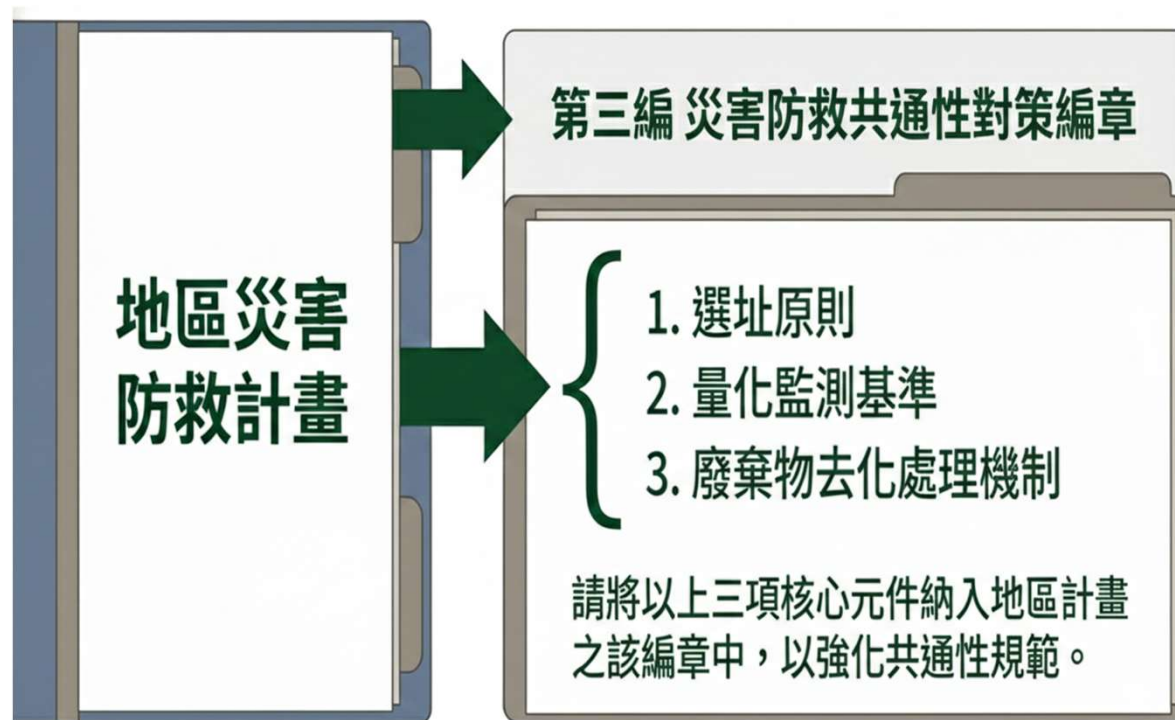 地區災害
防救計畫
第三編 災害防救共通性對策編章
1. 選址原則
2. 量化監測基準
3. 廢棄物去化處理機制
請將以上三項核心元件納入地區計畫
之該編章中，以強化共通性規範。